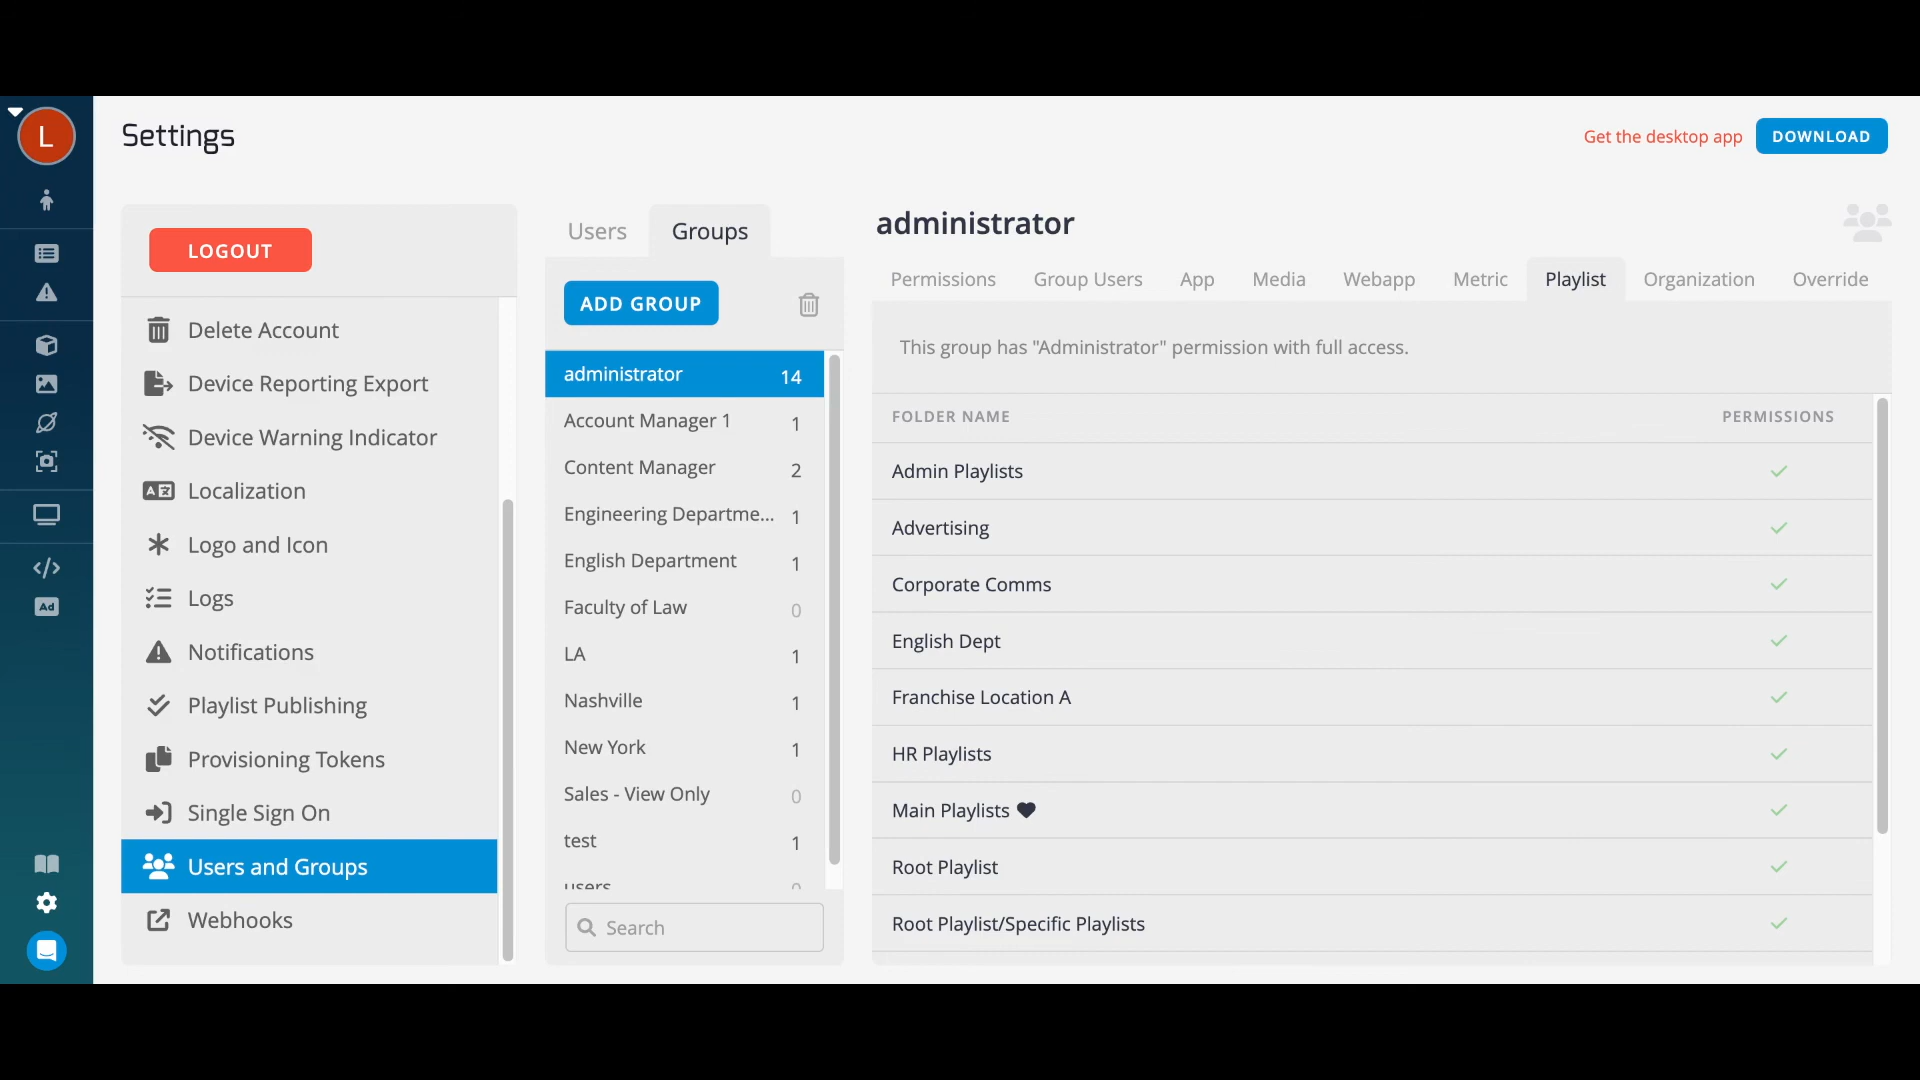 L
Settings
Get the desktop app
DOWNLOAD
LOGOUT
Delete Account
Device Reporting Export
Device Warning Indicator
Localization
Logo and Icon
Logs
Notifications
Playlist Publishing
Provisioning Tokens
Single Sign On
Users and Groups
Webhooks
Ad
Users
Groups
ADD GROUP
administrator 14
Account Manager 1 1
Content Manager 2
Engineering Departme... 1
English Department 1
Faculty of Law 0
LA 1
Nashville 1
New York 1
Sales - View Only 0
test 1
users 0
Search
administrator
Permissions Group Users App Media Webapp Metric Playlist Organization Override
This group has "Administrator" permission with full access.
FOLDER NAME PERMISSIONS
Admin Playlists
Advertising
Corporate Comms
English Dept
Franchise Location A
HR Playlists
Main Playlists 🖤
Root Playlist
Root Playlist/Specific Playlists